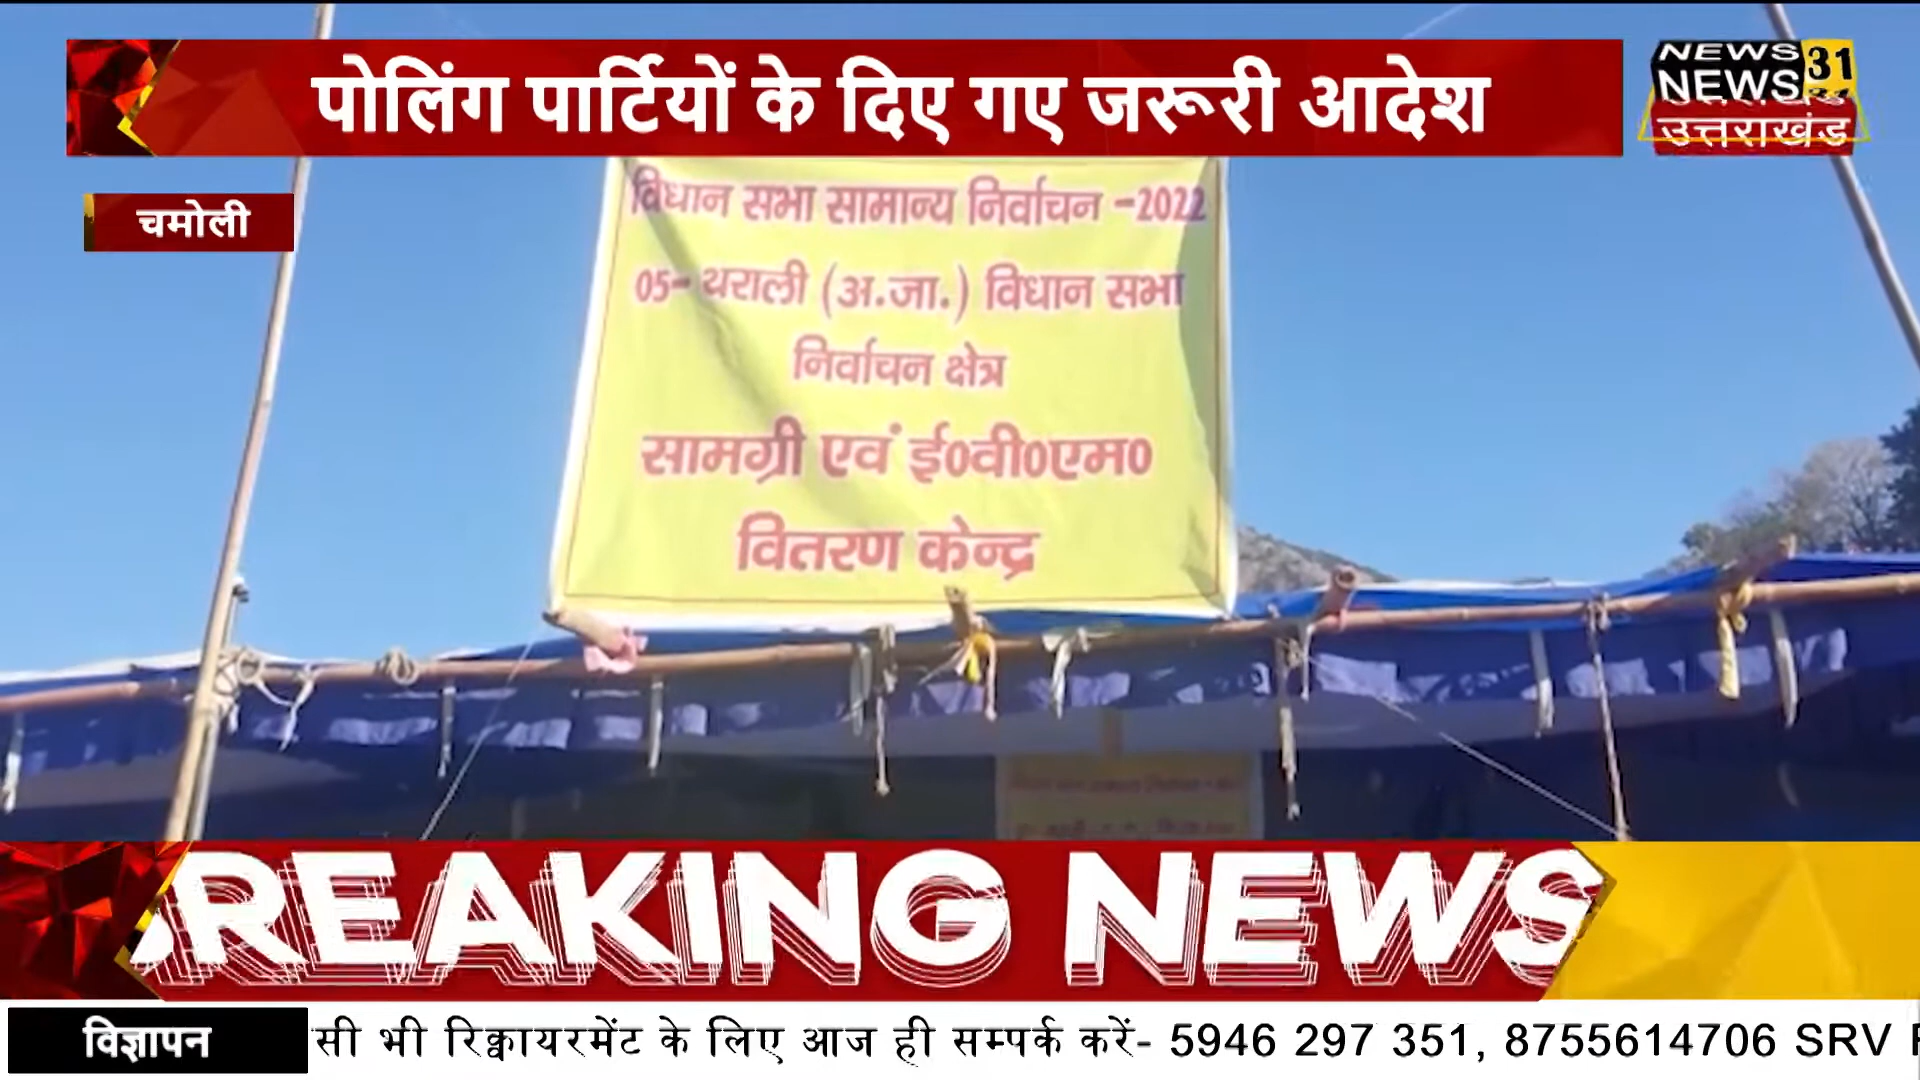 पोलिंग पार्टियों के दिए गए जरूरी आदेश
NEWS 31
NEWS
उत्तराखंड
चमोली
विधान सभा सामान्य निर्वाचन -2022
05- थराली (अ.जा.) विधान सभा
निर्वाचन क्षेत्र
सामग्री एवं ई0वी0एम0
वितरण केन्द्र
BREAKING NEWS
विज्ञापन
सी भी रिक्वायरमेंट के लिए आज ही सम्पर्क करें- 5946 297 351, 8755614706 SRV